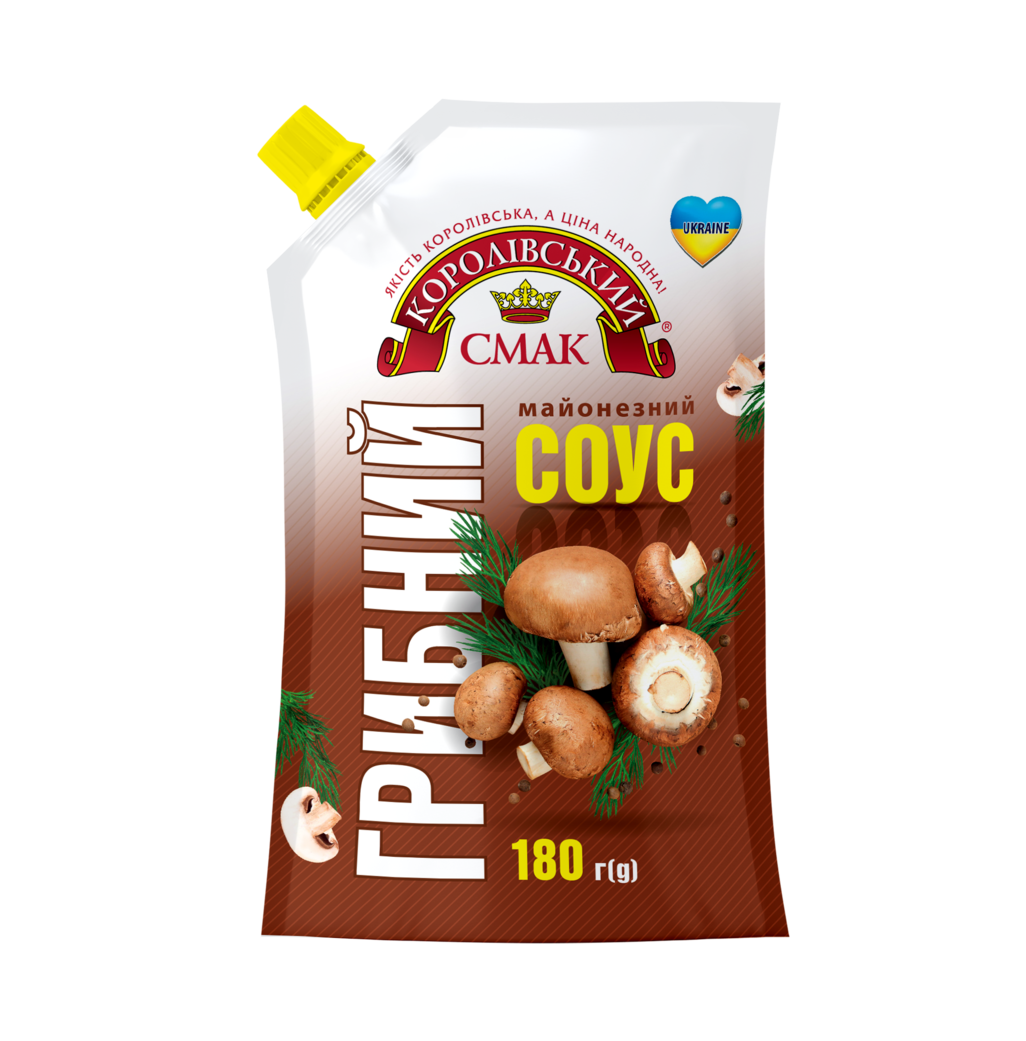 ЯКІСТЬ КОРОЛІВСЬКА, А ЦІНА НАРОДНА!
КОРОЛІВСЬКИЙ
СМАК
®
UKRAINE
майонезний
СОУС
ГРИБНИЙ
180 г(g)